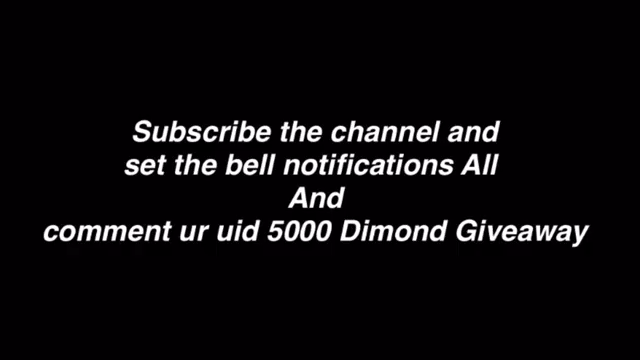 Subscribe the channel and
set the bell notifications All
And
comment ur uid 5000 Dimond Giveaway